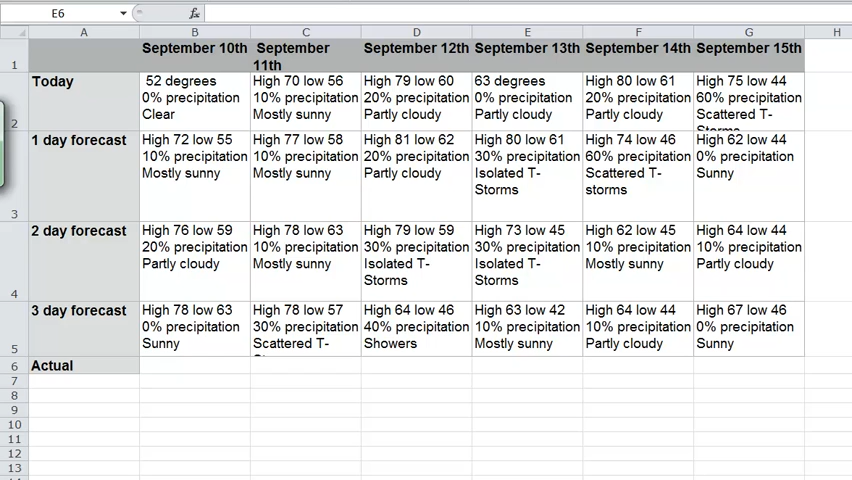 E6 fx
A B C D E F G H
1 September 10th September 11th September 12th September 13th September 14th September 15th
2 Today
52 degrees
0% precipitation
Clear
High 70 low 56
10% precipitation
Mostly sunny
High 79 low 60
20% precipitation
Partly cloudy
63 degrees
0% precipitation
Partly cloudy
High 80 low 61
20% precipitation
Partly cloudy
High 75 low 44
60% precipitation
Scattered T-
Storms
3 1 day forecast
High 72 low 55
10% precipitation
Mostly sunny
High 77 low 58
10% precipitation
Mostly sunny
High 81 low 62
20% precipitation
Partly cloudy
High 80 low 61
30% precipitation
Isolated T-
Storms
High 74 low 46
60% precipitation
Scattered T-
storms
High 62 low 44
0% precipitation
Sunny
4 2 day forecast
High 76 low 59
20% precipitation
Partly cloudy
High 78 low 63
10% precipitation
Mostly sunny
High 79 low 59
30% precipitation
Isolated T-
Storms
High 73 low 45
30% precipitation
Isolated T-
Storms
High 62 low 45
10% precipitation
Mostly sunny
High 64 low 44
10% precipitation
Partly cloudy
5 3 day forecast
High 78 low 63
0% precipitation
Sunny
High 78 low 57
30% precipitation
Scattered T-
High 64 low 46
40% precipitation
Showers
High 63 low 42
10% precipitation
Mostly sunny
High 64 low 44
10% precipitation
Partly cloudy
High 67 low 46
0% precipitation
Sunny
6 Actual
7
8
9
10
11
12
13